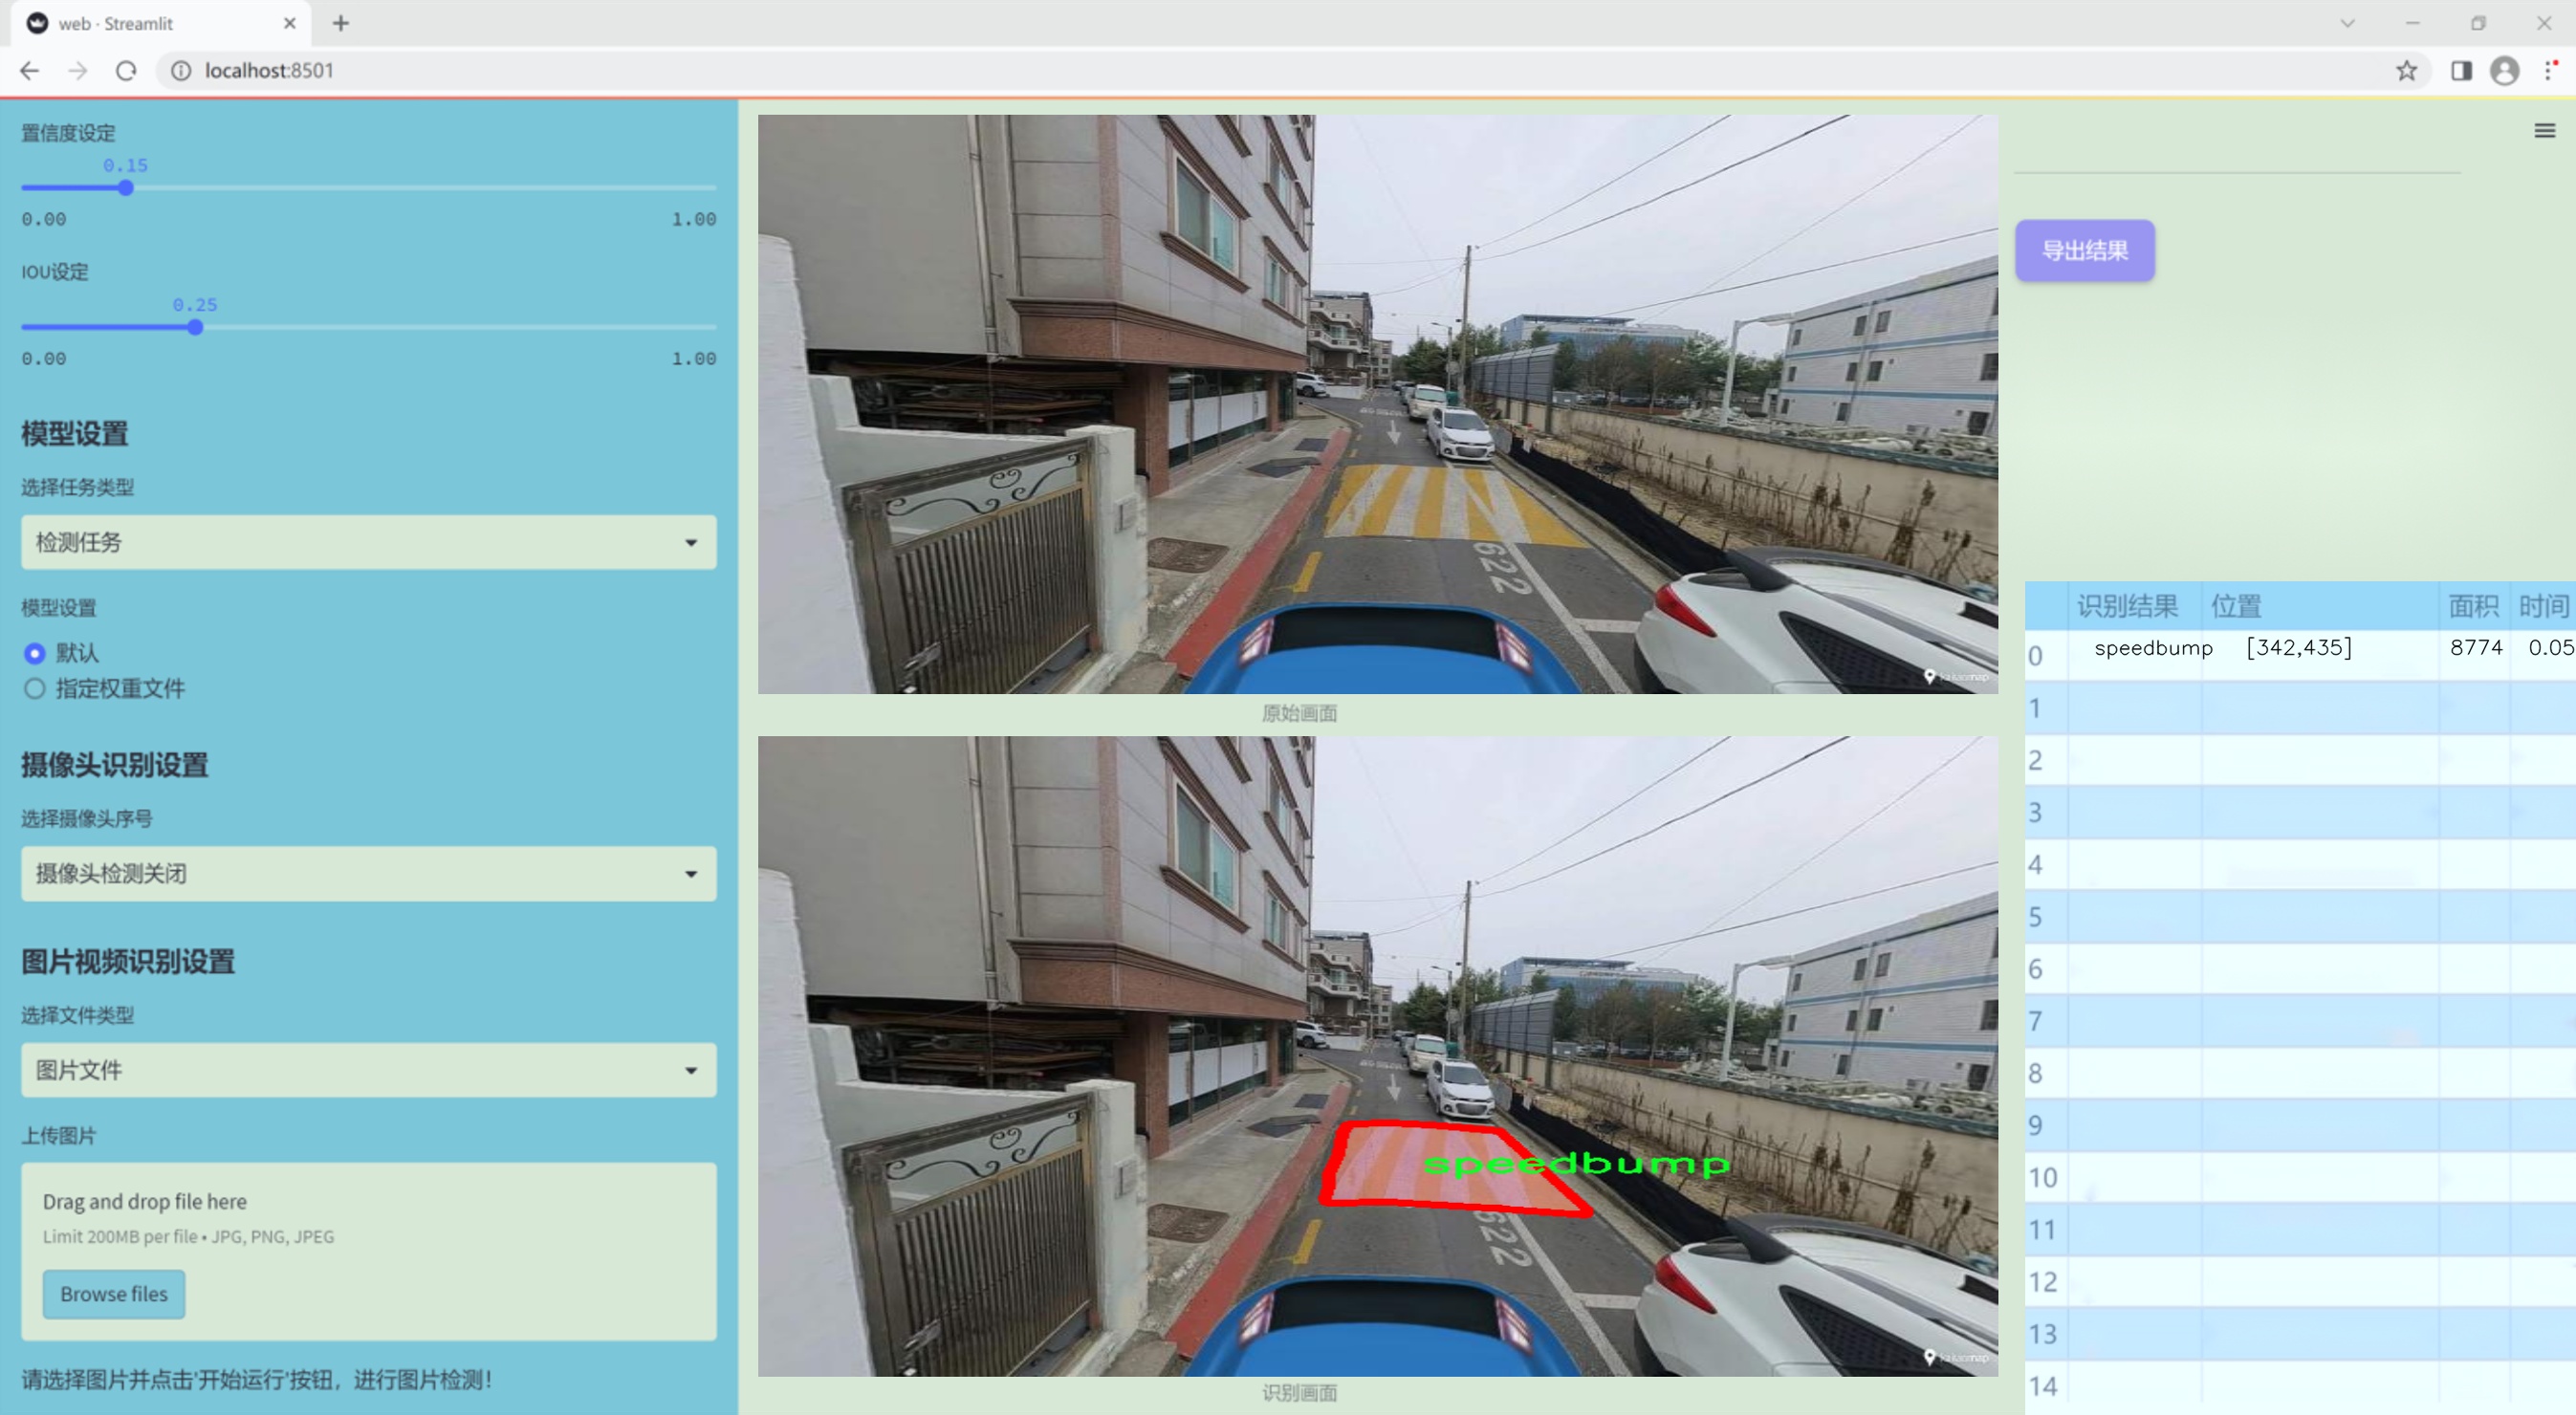 web · Streamlit
localhost:8501
置信度设定
0.15
0.00 1.00
IOU设定
0.25
0.00 1.00
模型设置
选择任务类型
检测任务
模型设置
默认
指定权重文件
摄像头识别设置
选择摄像头序号
摄像头检测关闭
图片视频识别设置
选择文件类型
图片文件
上传图片
Drag and drop file here
Limit 200MB per file • JPG, PNG, JPEG
Browse files
请选择图片并点击'开始运行'按钮，进行图片检测！
622
原始画面
speedbump
622
识别画面
导出结果
识别结果 位置 面积 时间
0 speedbump [342,435] 8774 0.05
1
2
3
4
5
6
7
8
9
10
11
12
13
14